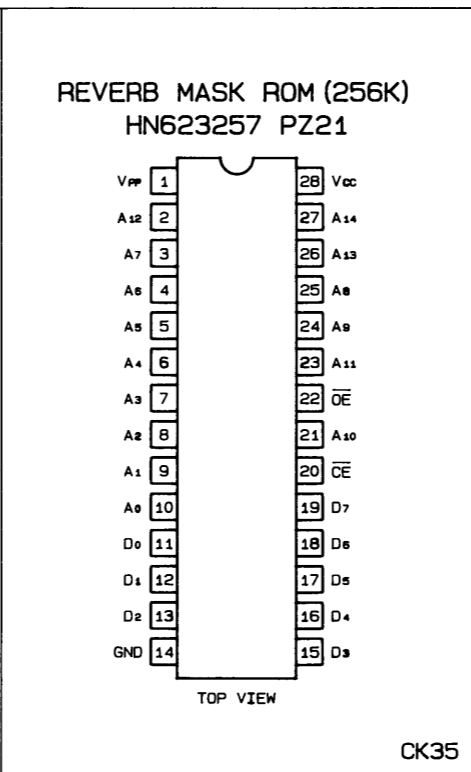 REVERB MASK ROM (256K)
HN623257 PZ21
VPP 1 28 VCC
A12 2 27 A14
A7 3 26 A13
A6 4 25 A8
A5 5 24 A9
A4 6 23 A11
A3 7 22 OE
A2 8 21 A10
A1 9 20 CE
A0 10 19 D7
D0 11 18 D6
D1 12 17 D5
D2 13 16 D4
GND 14 15 D3
TOP VIEW
CK35